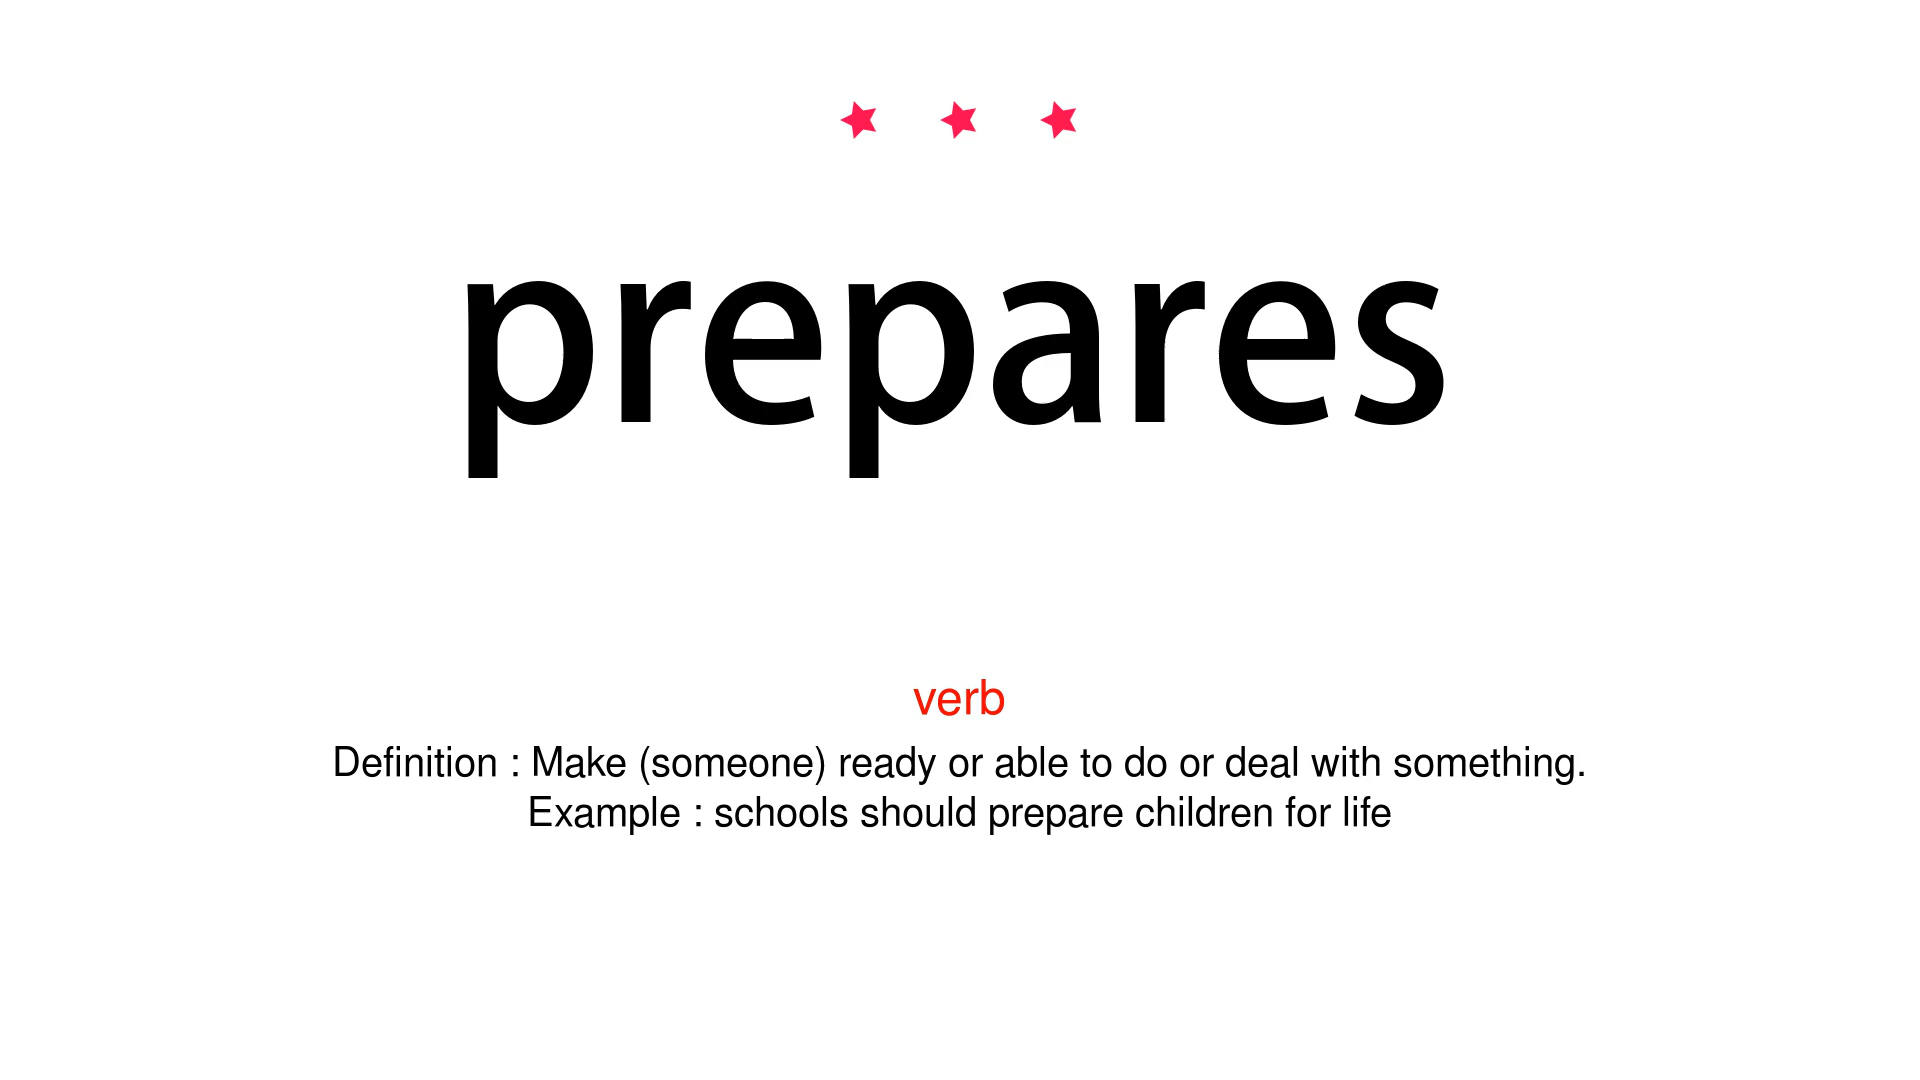 prepares
verb
Definition : Make (someone) ready or able to do or deal with something.
Example : schools should prepare children for life